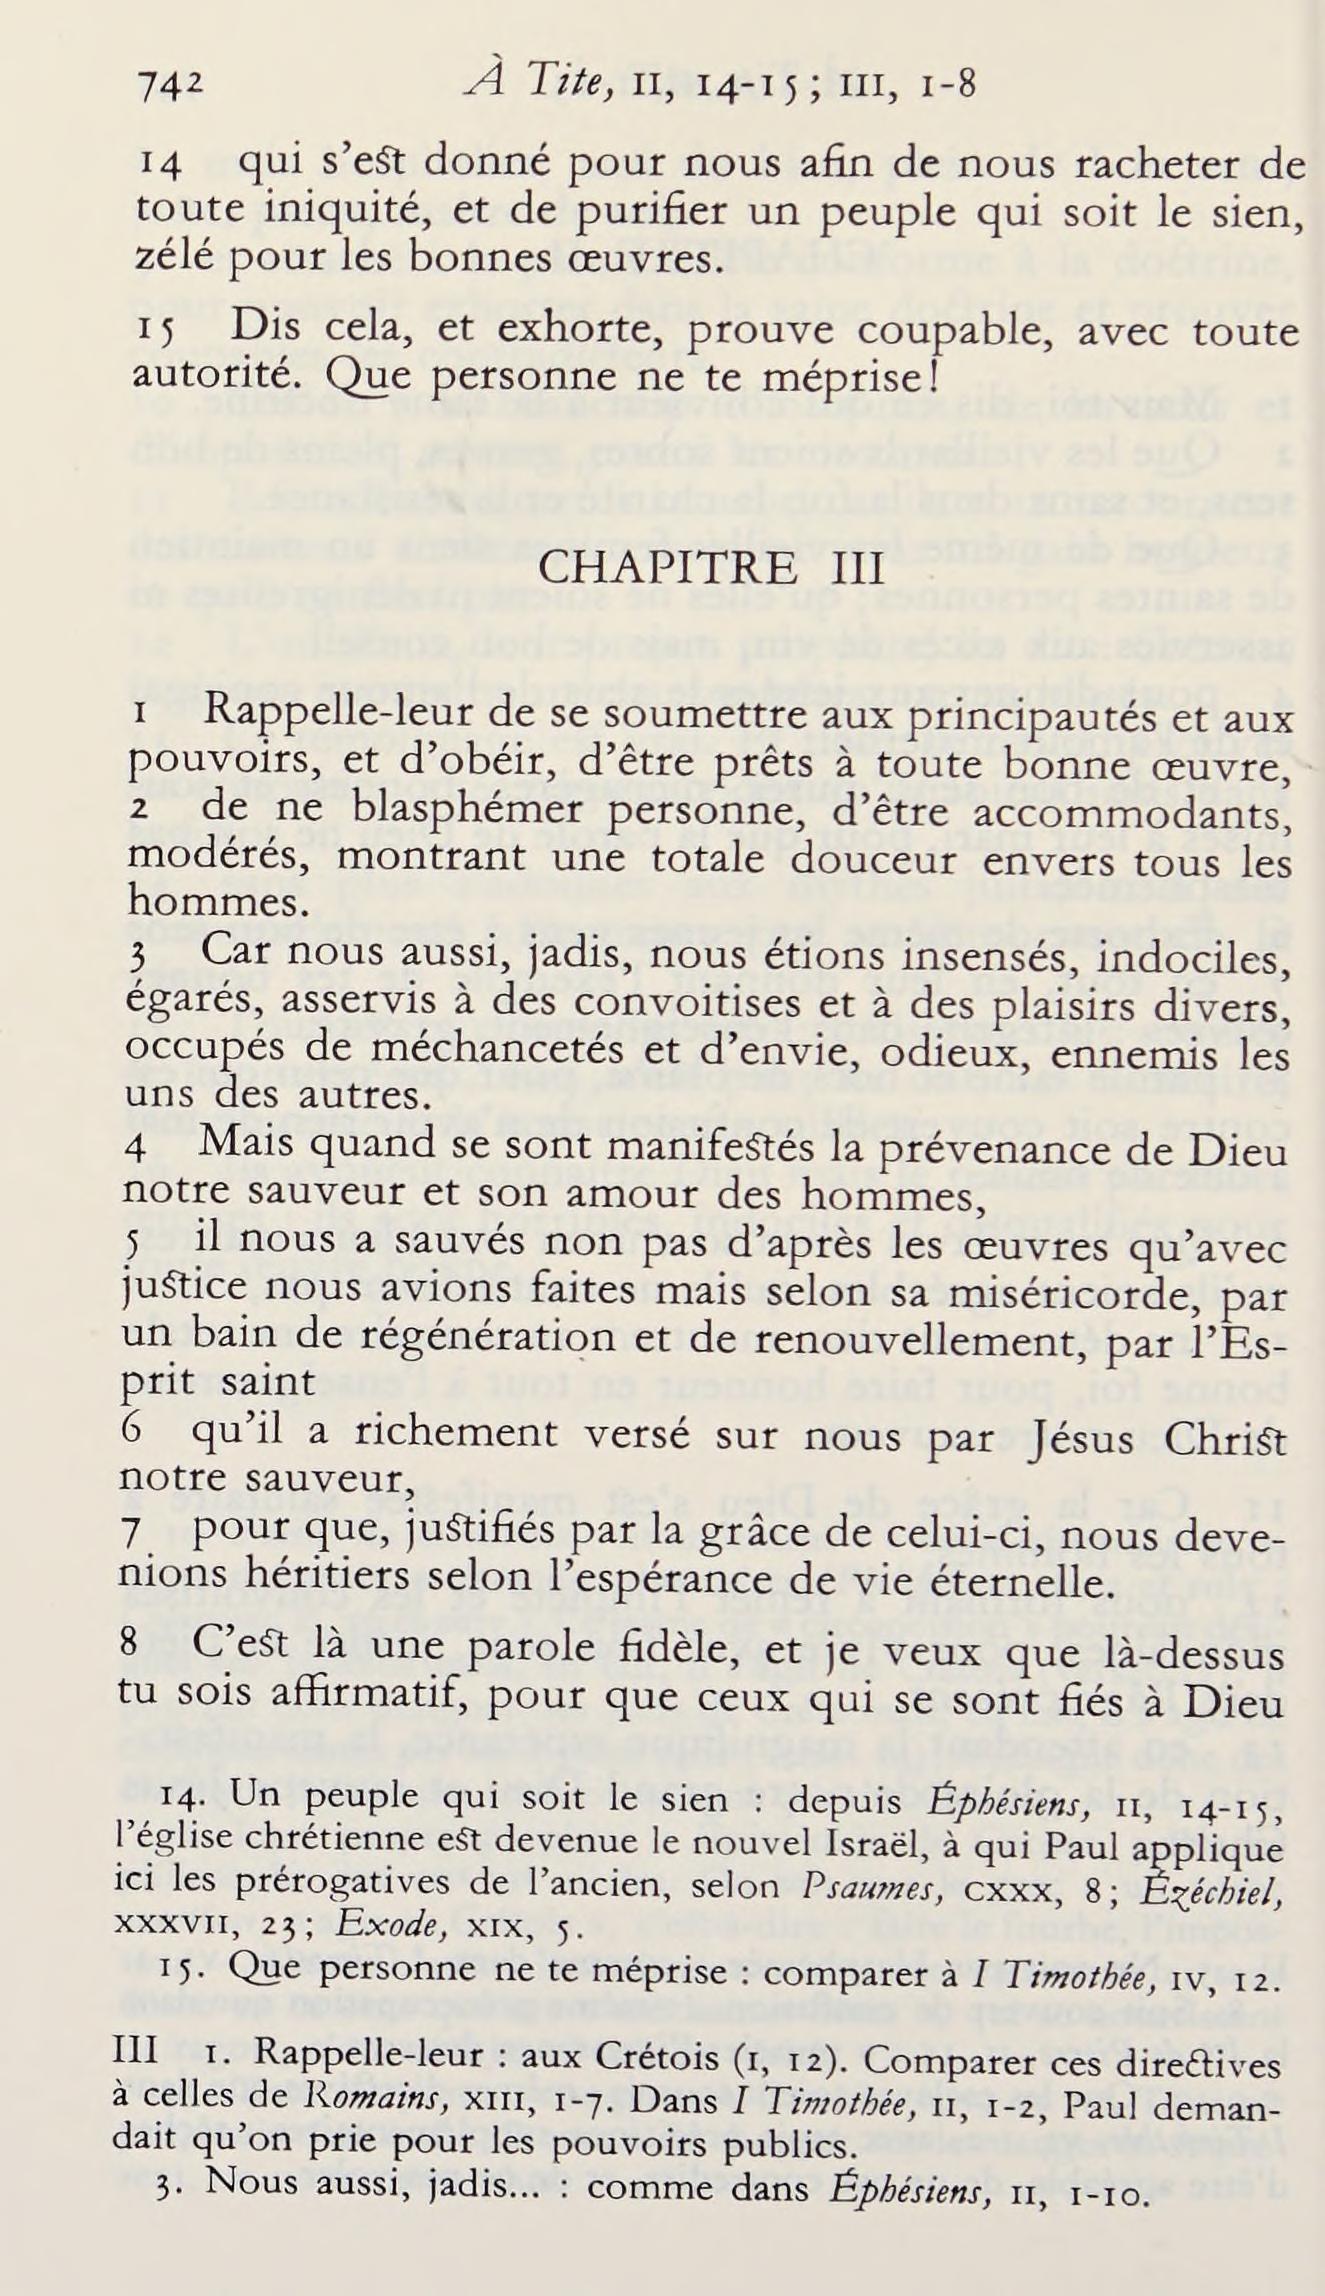 742 À Tite, II, 14-15 ; III, 1-8
14 qui s’est donné pour nous afin de nous racheter de
toute iniquité, et de purifier un peuple qui soit le sien,
zélé pour les bonnes œuvres.
15 Dis cela, et exhorte, prouve coupable, avec toute
autorité. Que personne ne te méprise!
CHAPITRE III
1 Rappelle-leur de se soumettre aux principautés et aux
pouvoirs, et d’obéir, d’être prêts à toute bonne œuvre,
2 de ne blasphémer personne, d’être accommodants,
modérés, montrant une totale douceur envers tous les
hommes.
3 Car nous aussi, jadis, nous étions insensés, indociles,
égarés, asservis à des convoitises et à des plaisirs divers,
occupés de méchancetés et d’envie, odieux, ennemis les
uns des autres.
4 Mais quand se sont manifestés la prévenance de Dieu
notre sauveur et son amour des hommes,
5 il nous a sauvés non pas d’après les œuvres qu’avec
justice nous avions faites mais selon sa miséricorde, par
un bain de régénération et de renouvellement, par l’Es-
prit saint
6 qu’il a richement versé sur nous par Jésus Christ
notre sauveur,
7 pour que, justifiés par la grâce de celui-ci, nous deve-
nions héritiers selon l’espérance de vie éternelle.
8 C’est là une parole fidèle, et je veux que là-dessus
tu sois affirmatif, pour que ceux qui se sont fiés à Dieu
14. Un peuple qui soit le sien : depuis Éphésiens, II, 14-15,
l’église chrétienne est devenue le nouvel Israël, à qui Paul applique
ici les prérogatives de l’ancien, selon Psaumes, CXXX, 8; Ézéchiel,
XXXVII, 23; Exode, XIX, 5.
15. Que personne ne te méprise : comparer à I Timothée, IV, 12.
III 1. Rappelle-leur : aux Crétois (I, 12). Comparer ces directives
à celles de Romains, XIII, 1-7. Dans I Timothée, II, 1-2, Paul deman-
dait qu’on prie pour les pouvoirs publics.
3. Nous aussi, jadis... : comme dans Éphésiens, II, 1-10.